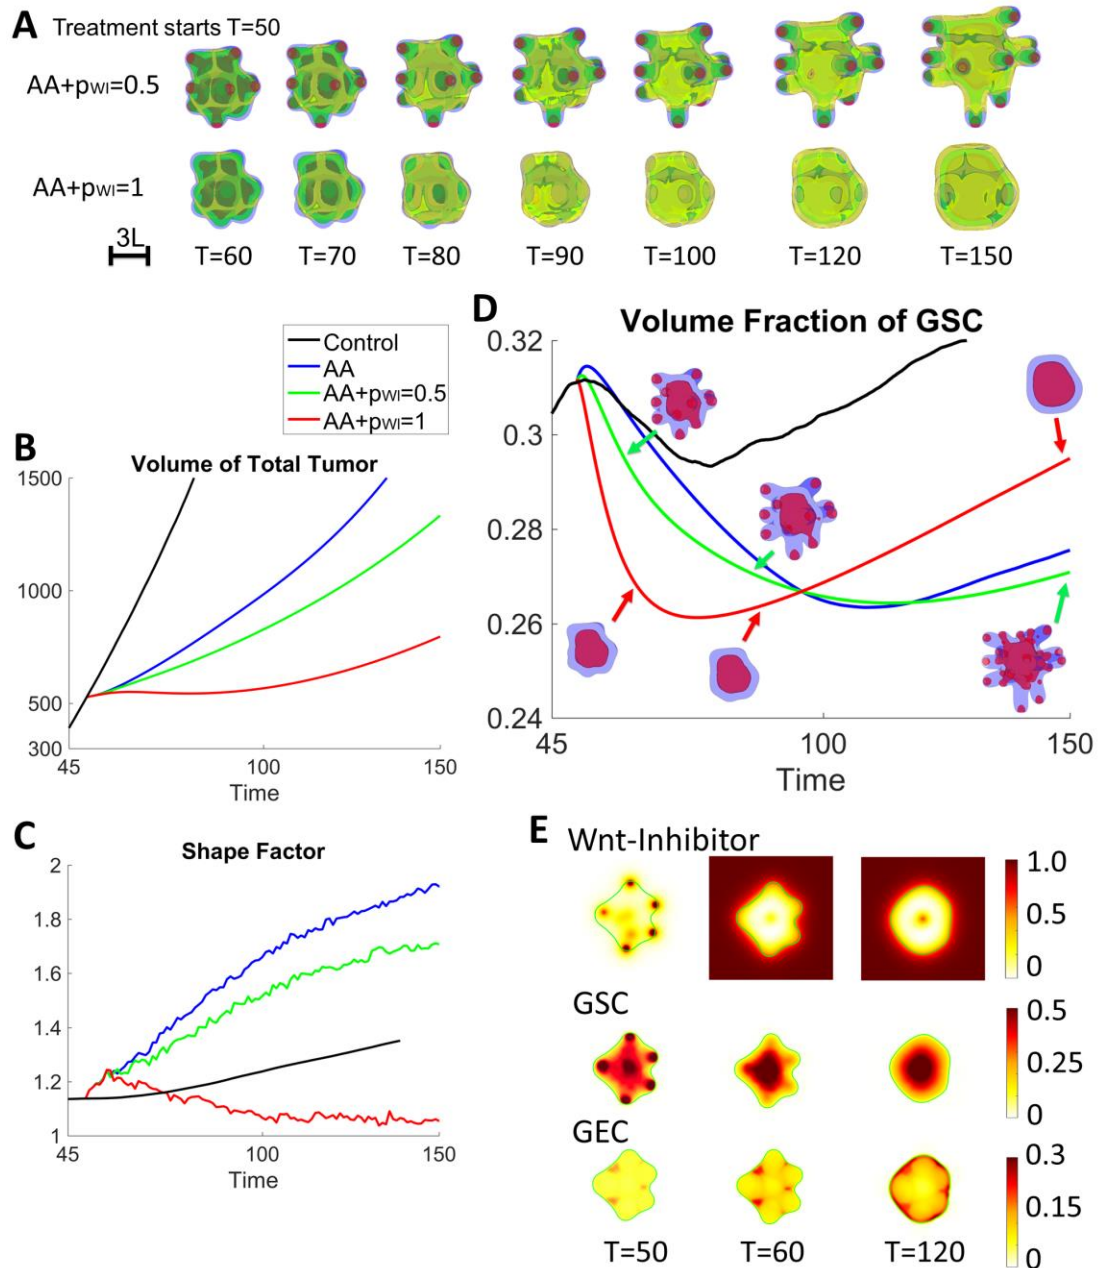 A Treatment starts T=50
AA+pWI=0.5
AA+pWI=1
3L
T=60 T=70 T=80 T=90 T=100 T=120 T=150
Control
AA
AA+pWI=0.5
AA+pWI=1
B
Volume of Total Tumor
1500
1000
500
300
45 100 150
Time
C
Shape Factor
2
1.8
1.6
1.4
1.2
1
45 100 150
Time
D
Volume Fraction of GSC
0.32
0.3
0.28
0.26
0.24
45 100 150
Time
E Wnt-Inhibitor
1.0
0.5
0
GSC
0.5
0.25
0
GEC
0.3
0.15
0
T=50 T=60 T=120